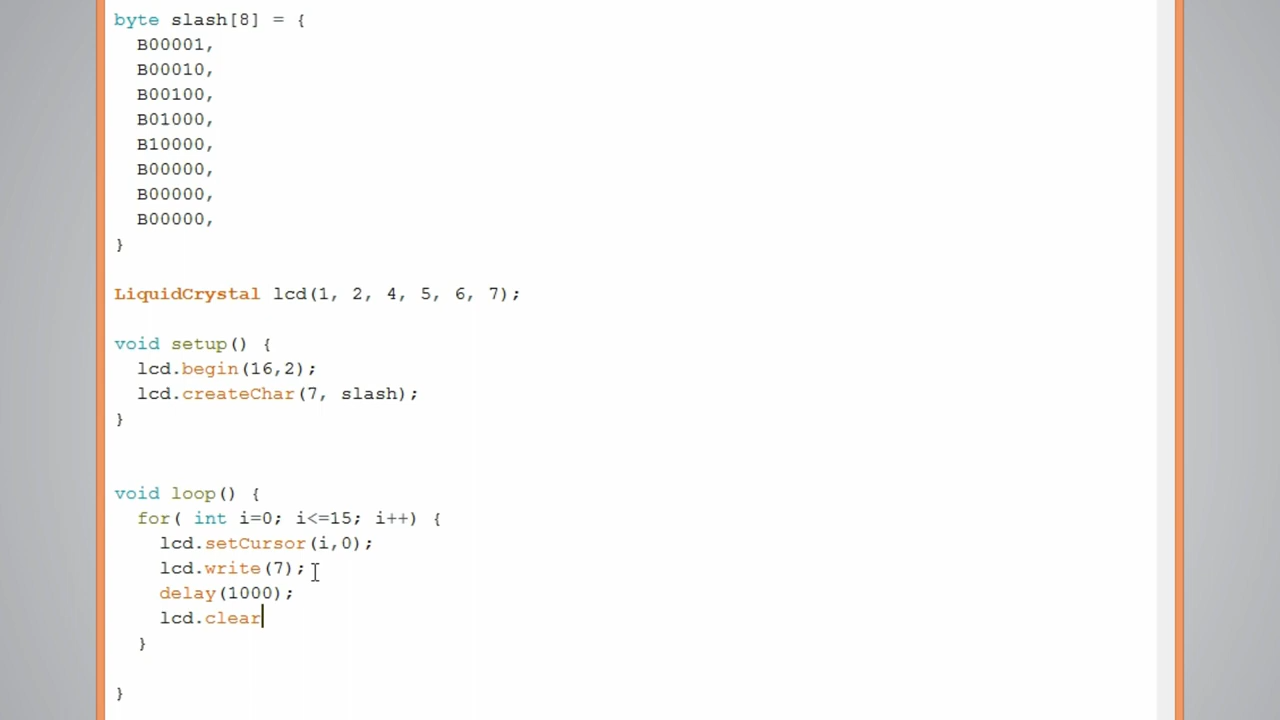 byte slash[8] = {
  B00001,
  B00010,
  B00100,
  B01000,
  B10000,
  B00000,
  B00000,
  B00000,
}
LiquidCrystal lcd(1, 2, 4, 5, 6, 7);
void setup() {
  lcd.begin(16,2);
  lcd.createChar(7, slash);
}
void loop() {
  for( int i=0; i<=15; i++) {
    lcd.setCursor(i,0);
    lcd.write(7);
    delay(1000);
    lcd.clear
  }
}